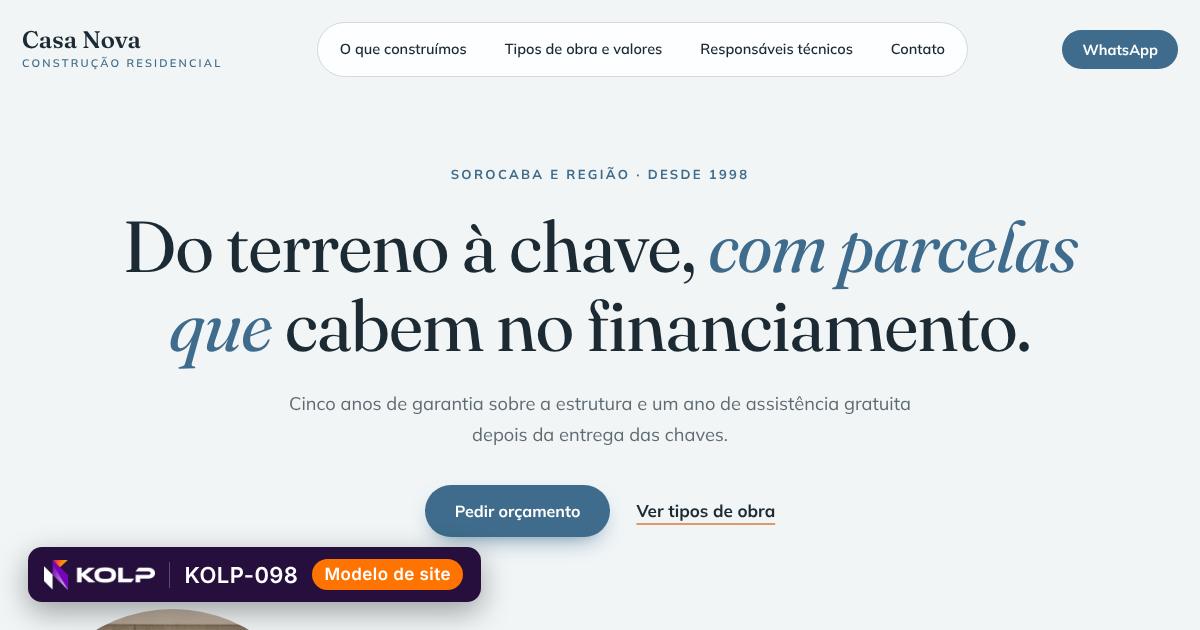 Casa Nova
CONSTRUÇÃO RESIDENCIAL
O que construímos
Tipos de obra e valores
Responsáveis técnicos
Contato
WhatsApp
SOROCABA E REGIÃO · DESDE 1998
Do terreno à chave, com parcelas
que cabem no financiamento.
Cinco anos de garantia sobre a estrutura e um ano de assistência gratuita
depois da entrega das chaves.
Pedir orçamento
Ver tipos de obra
KOLP
KOLP-098
Modelo de site